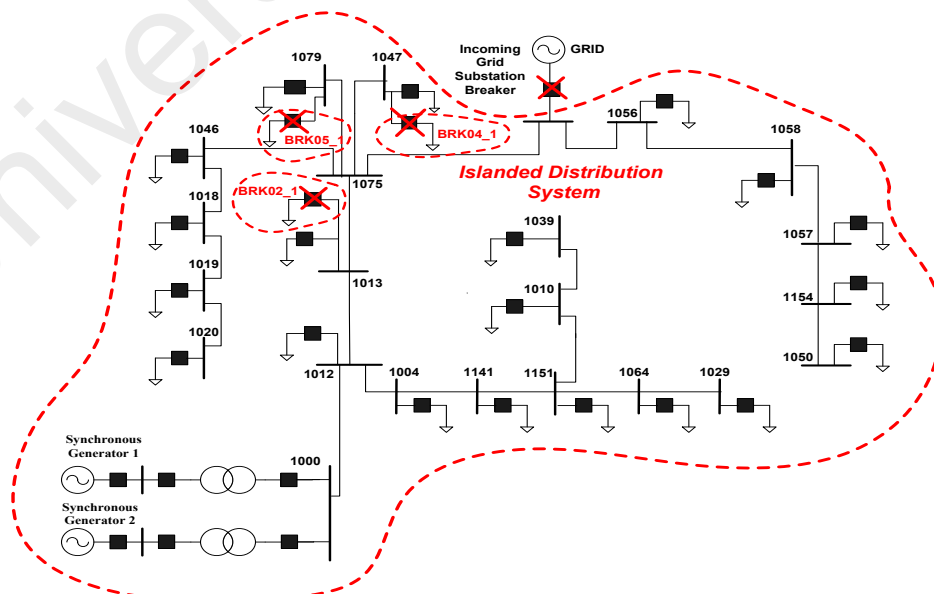 niver
Incoming
Grid
Substation
Breaker
GRID
1079
1047
1056
1058
1046
BRK05_1
BRK04_1
1075
Islanded Distribution
System
BRK02_1
1018
1039
1057
1019
1013
1010
1154
1020
1050
1012
1004
1141
1151
1064
1029
Synchronous
Generator 1
1000
Synchronous
Generator 2